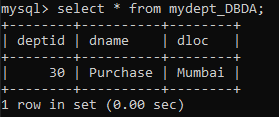 mysql> select * from mydept_DBDA;
+--------+----------+--------+
| deptid | dname    | dloc   |
+--------+----------+--------+
|     30 | Purchase | Mumbai |
+--------+----------+--------+
1 row in set (0.00 sec)